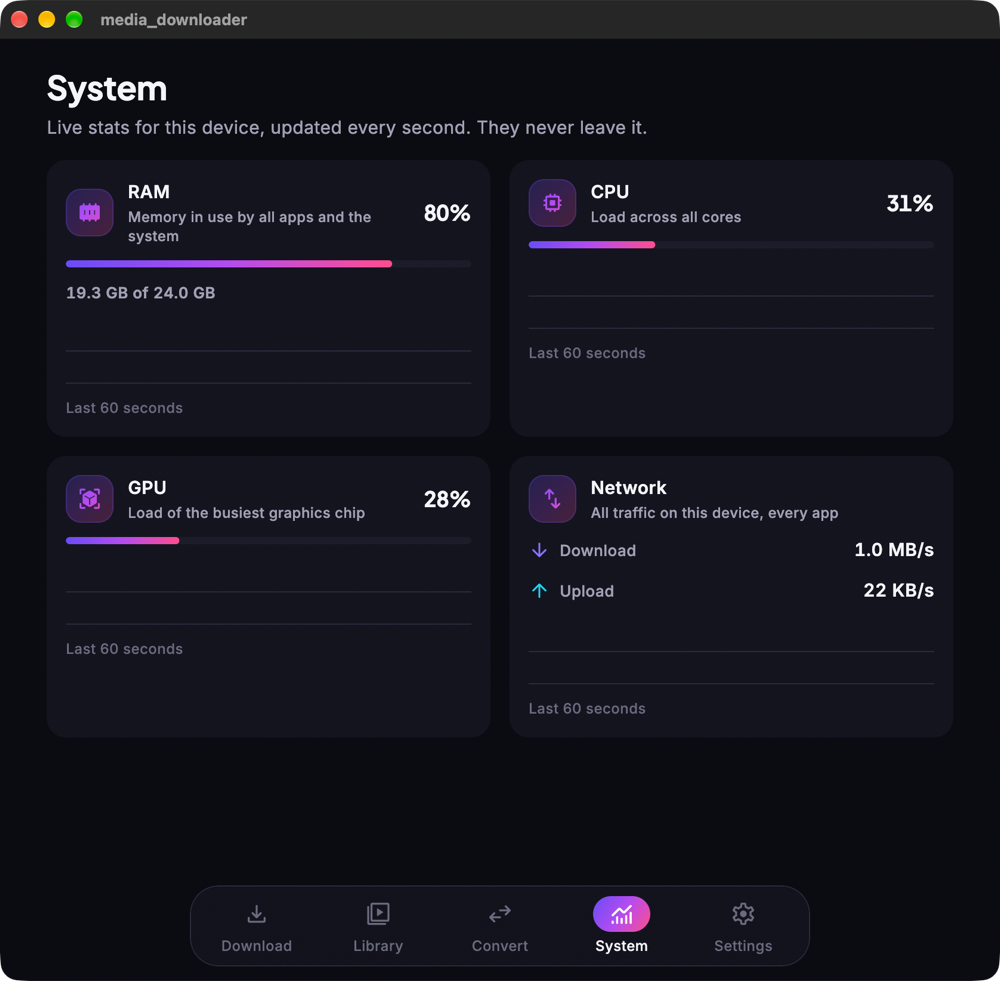 media_downloader
System
Live stats for this device, updated every second. They never leave it.
RAM
Memory in use by all apps and the
system
80%
19.3 GB of 24.0 GB
Last 60 seconds
CPU
Load across all cores
31%
Last 60 seconds
GPU
Load of the busiest graphics chip
28%
Last 60 seconds
Network
All traffic on this device, every app
Download 1.0 MB/s
Upload 22 KB/s
Last 60 seconds
Download Library Convert System Settings